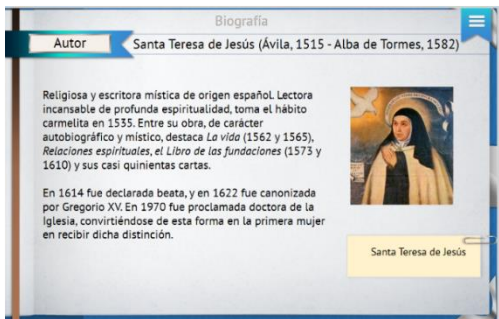 Biografía
Autor
Santa Teresa de Jesús (Ávila, 1515 - Alba de Tormes, 1582)
Religiosa y escritora mística de origen español. Lectora
incansable de profunda espiritualidad, toma el hábito
carmelita en 1535. Entre su obra, de carácter
autobiográfico y místico, destaca La vida (1562 y 1565),
Relaciones espirituales, el Libro de las fundaciones (1573 y
1610) y sus casi quinientas cartas.
En 1614 fue declarada beata, y en 1622 fue canonizada
por Gregorio XV. En 1970 fue proclamada doctora de la
Iglesia, convirtiéndose de esta forma en la primera mujer
en recibir dicha distinción.
Santa Teresa de Jesús